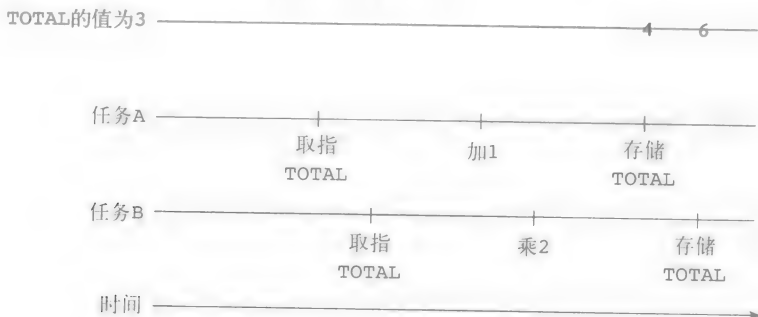 TOTAL的值为3
4 6
任务A
取指 加1 存储
TOTAL TOTAL
任务B
取指 乘2 存储
TOTAL TOTAL
时间